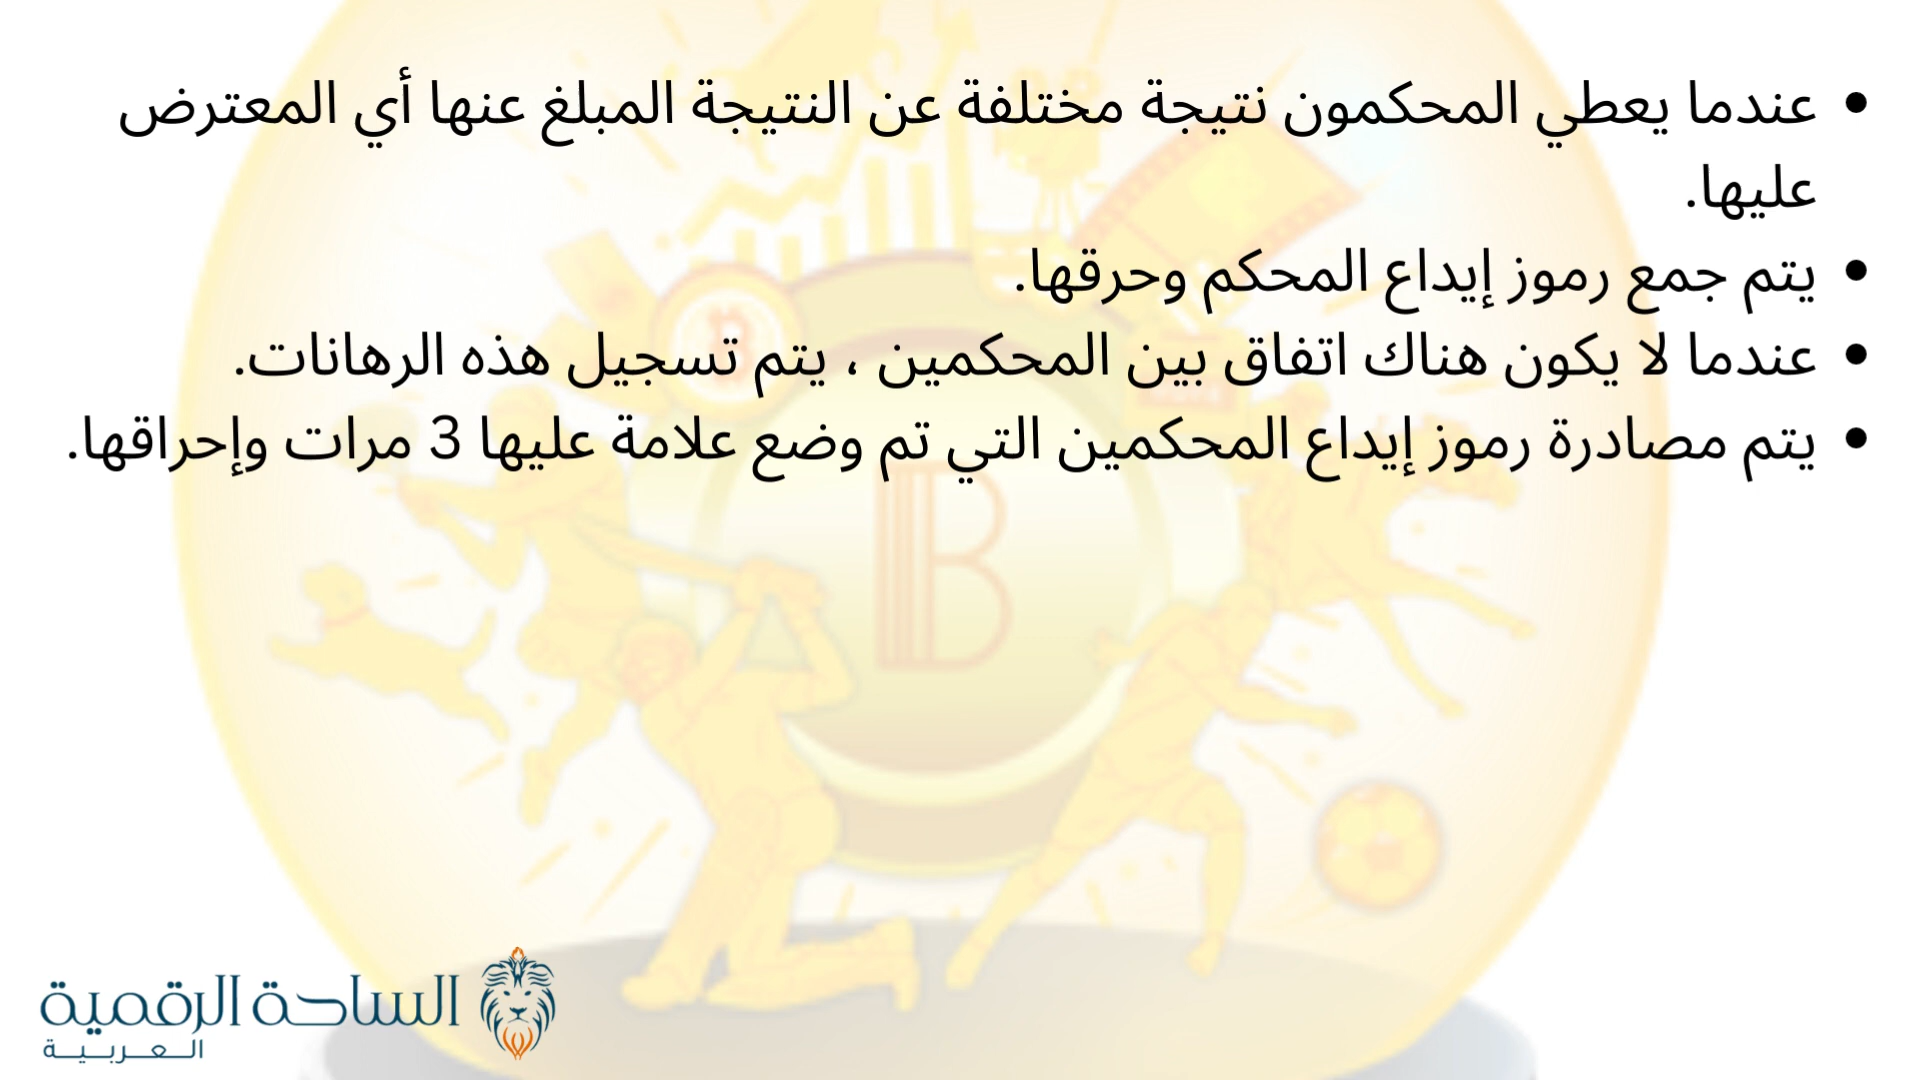 • عندما يعطي المحكمون نتيجة مختلفة عن النتيجة المبلغ عنها أي المعترض
عليها.
• يتم جمع رموز إيداع المحكم وحرقها.
• عندما لا يكون هناك اتفاق بين المحكمين ، يتم تسجيل هذه الرهانات.
• يتم مصادرة رموز إيداع المحكمين التي تم وضع علامة عليها 3 مرات وإحراقها.
B
الساحة الرقمية
العربية